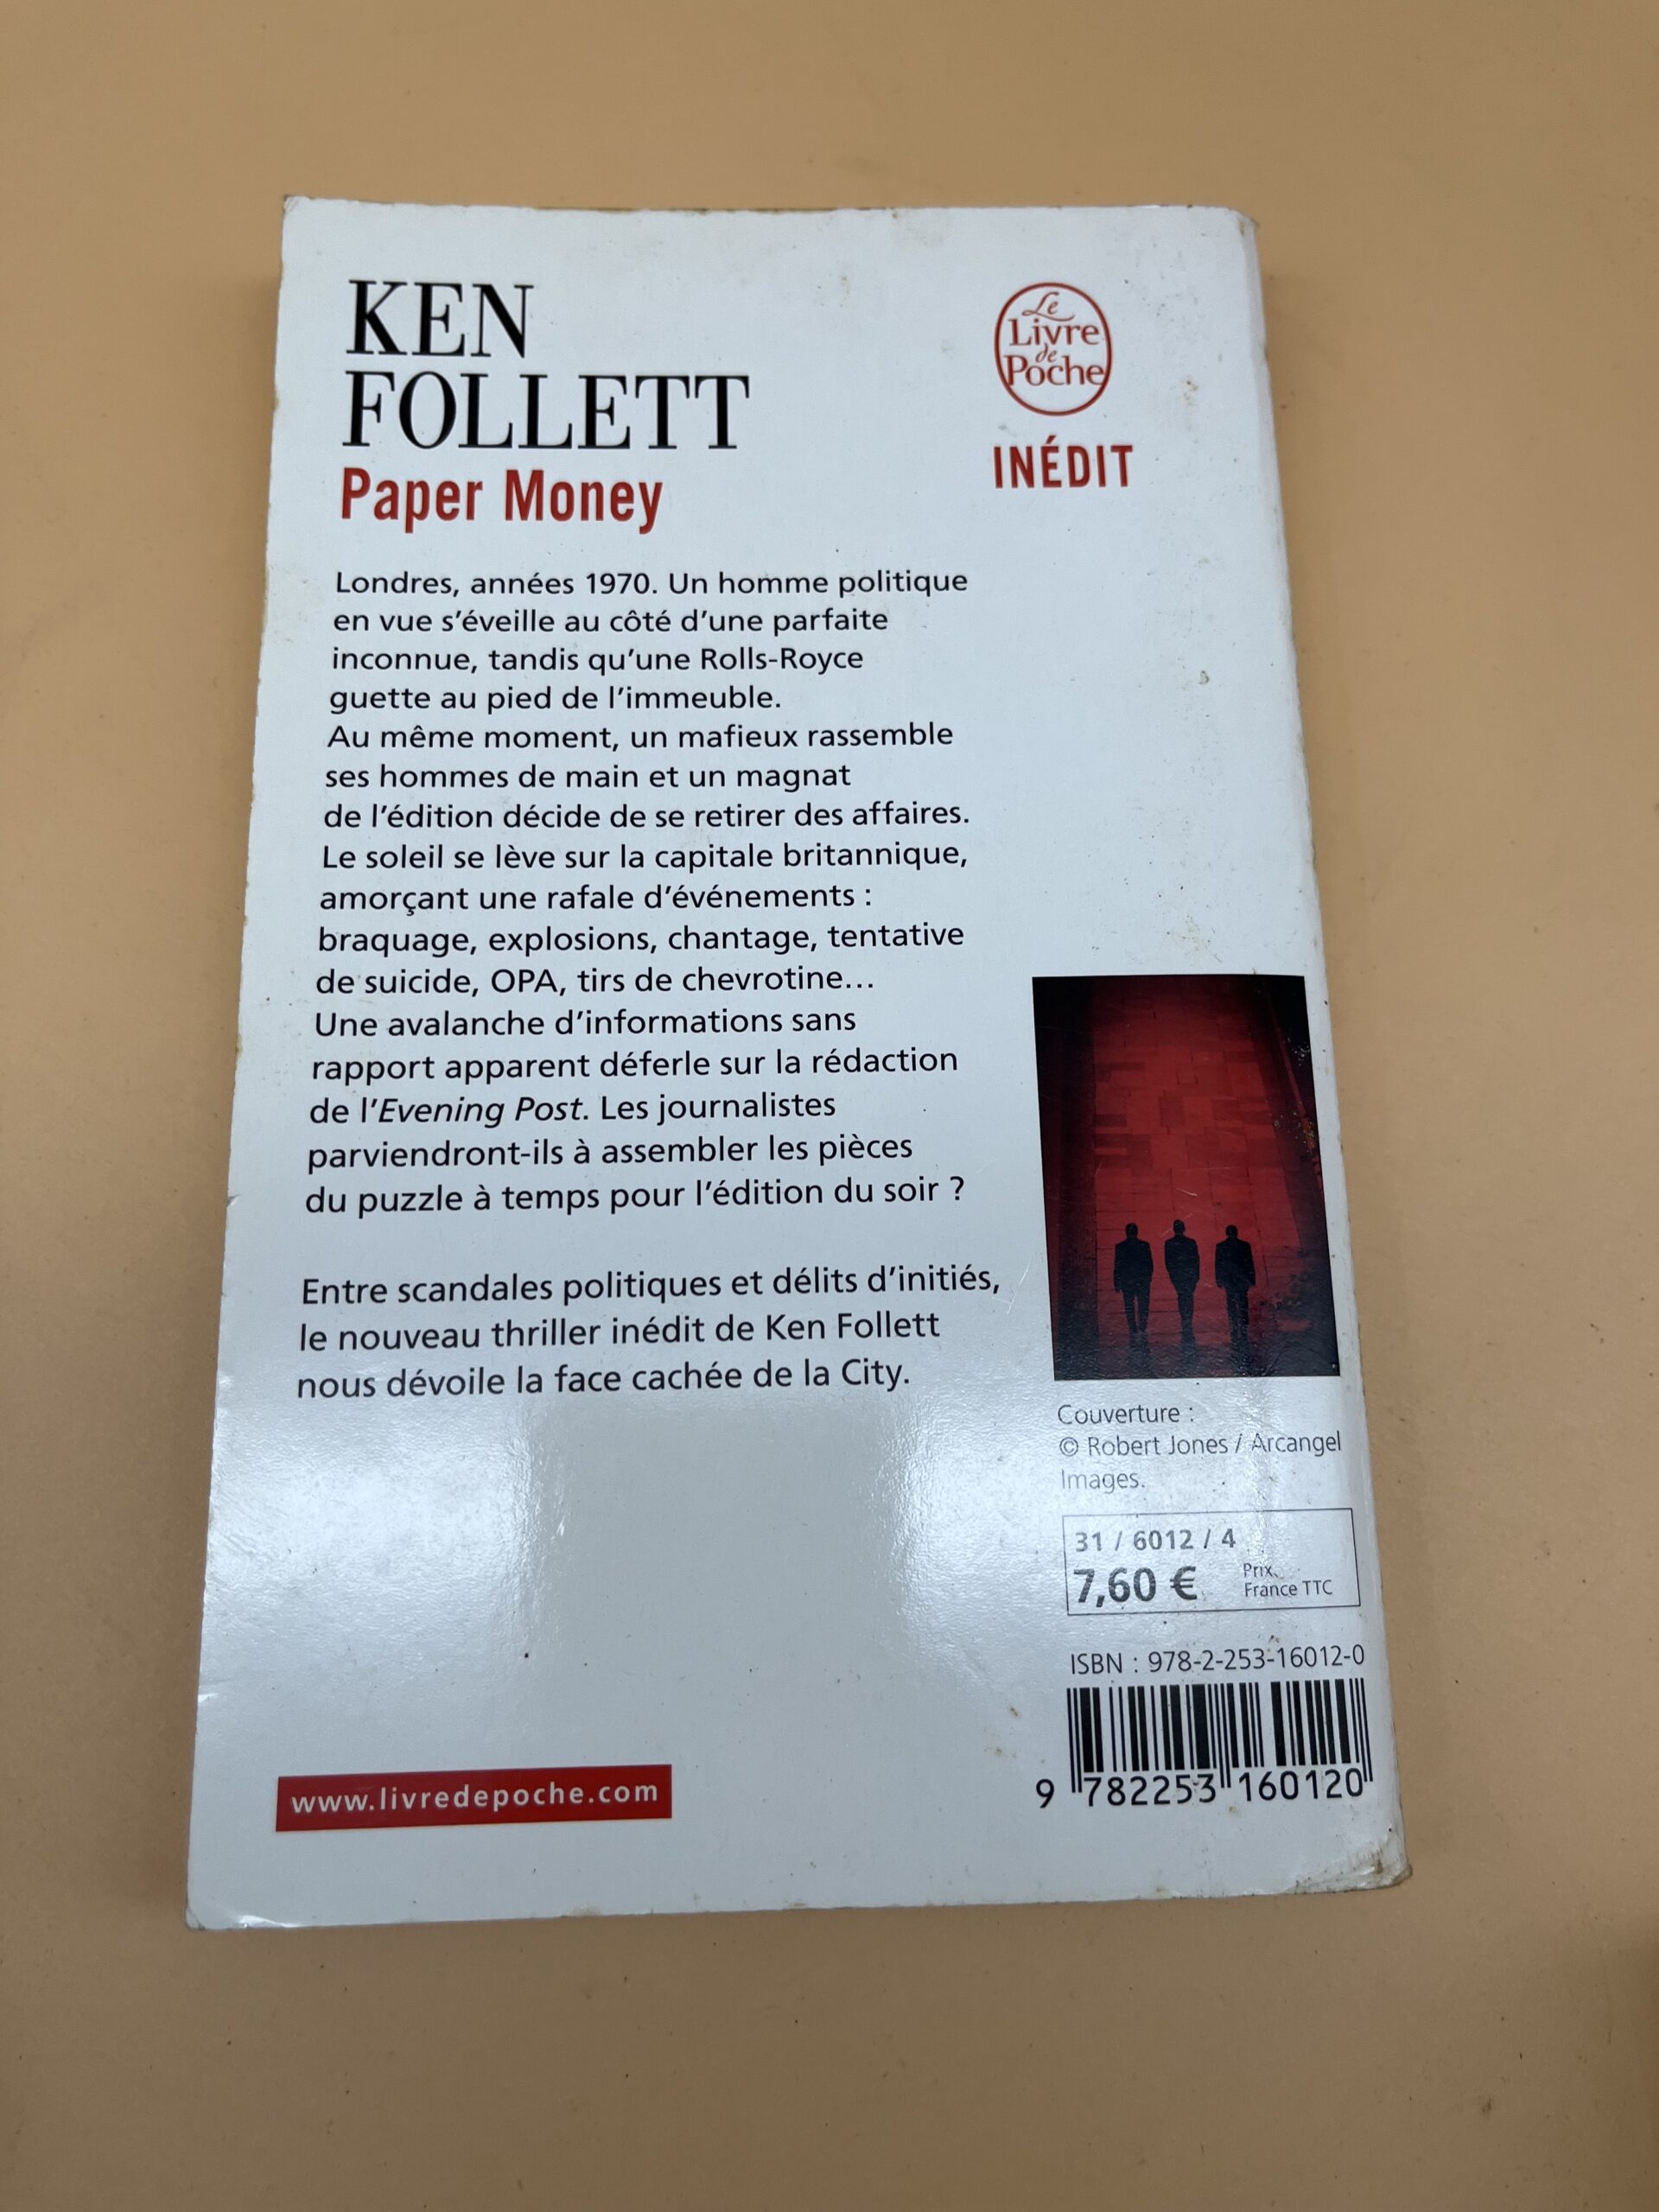 KEN
FOLLETT
Paper Money
Le
Livre
de
Poche
INÉDIT
Londres, années 1970. Un homme politique
en vue s'éveille au côté d'une parfaite
inconnue, tandis qu'une Rolls-Royce
guette au pied de l'immeuble.
Au même moment, un mafieux rassemble
ses hommes de main et un magnat
de l'édition décide de se retirer des affaires.
Le soleil se lève sur la capitale britannique,
amorçant une rafale d'événements :
braquage, explosions, chantage, tentative
de suicide, OPA, tirs de chevrotine…
Une avalanche d'informations sans
rapport apparent déferle sur la rédaction
de l'Evening Post. Les journalistes
parviendront-ils à assembler les pièces
du puzzle à temps pour l'édition du soir ?
Entre scandales politiques et délits d'initiés,
le nouveau thriller inédit de Ken Follett
nous dévoile la face cachée de la City.
Couverture :
© Robert Jones / Arcangel
Images.
31 / 6012 / 4
7,60 € Prix
France TTC
ISBN : 978-2-253-16012-0
9 782253 160120
www.livredepoche.com